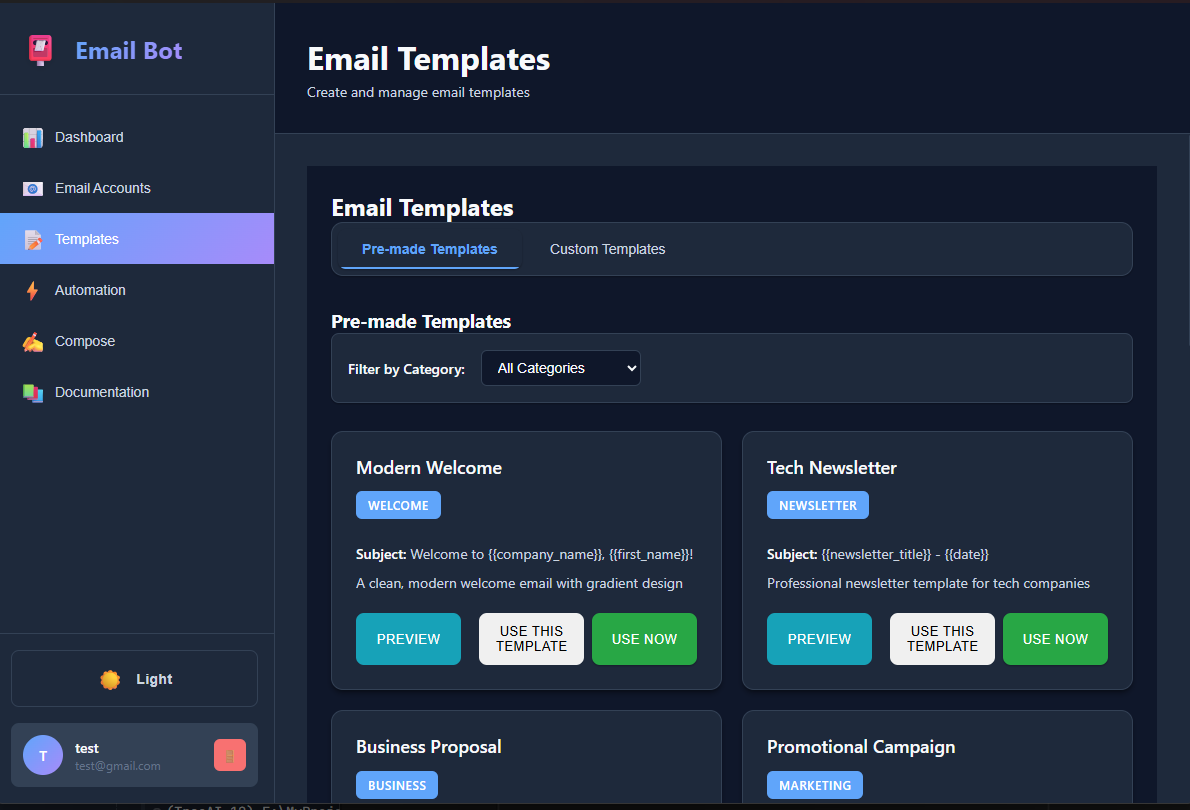 Email Bot
Dashboard
Email Accounts
Templates
Automation
Compose
Documentation
Light
T
test
test@gmail.com
Email Templates
Create and manage email templates
Email Templates
Pre-made Templates
Custom Templates
Pre-made Templates
Filter by Category:
All Categories
Modern Welcome
WELCOME
Subject: Welcome to {{company_name}}, {{first_name}}!
A clean, modern welcome email with gradient design
PREVIEW
USE THIS
TEMPLATE
USE NOW
Tech Newsletter
NEWSLETTER
Subject: {{newsletter_title}} - {{date}}
Professional newsletter template for tech companies
PREVIEW
USE THIS
TEMPLATE
USE NOW
Business Proposal
BUSINESS
Promotional Campaign
MARKETING